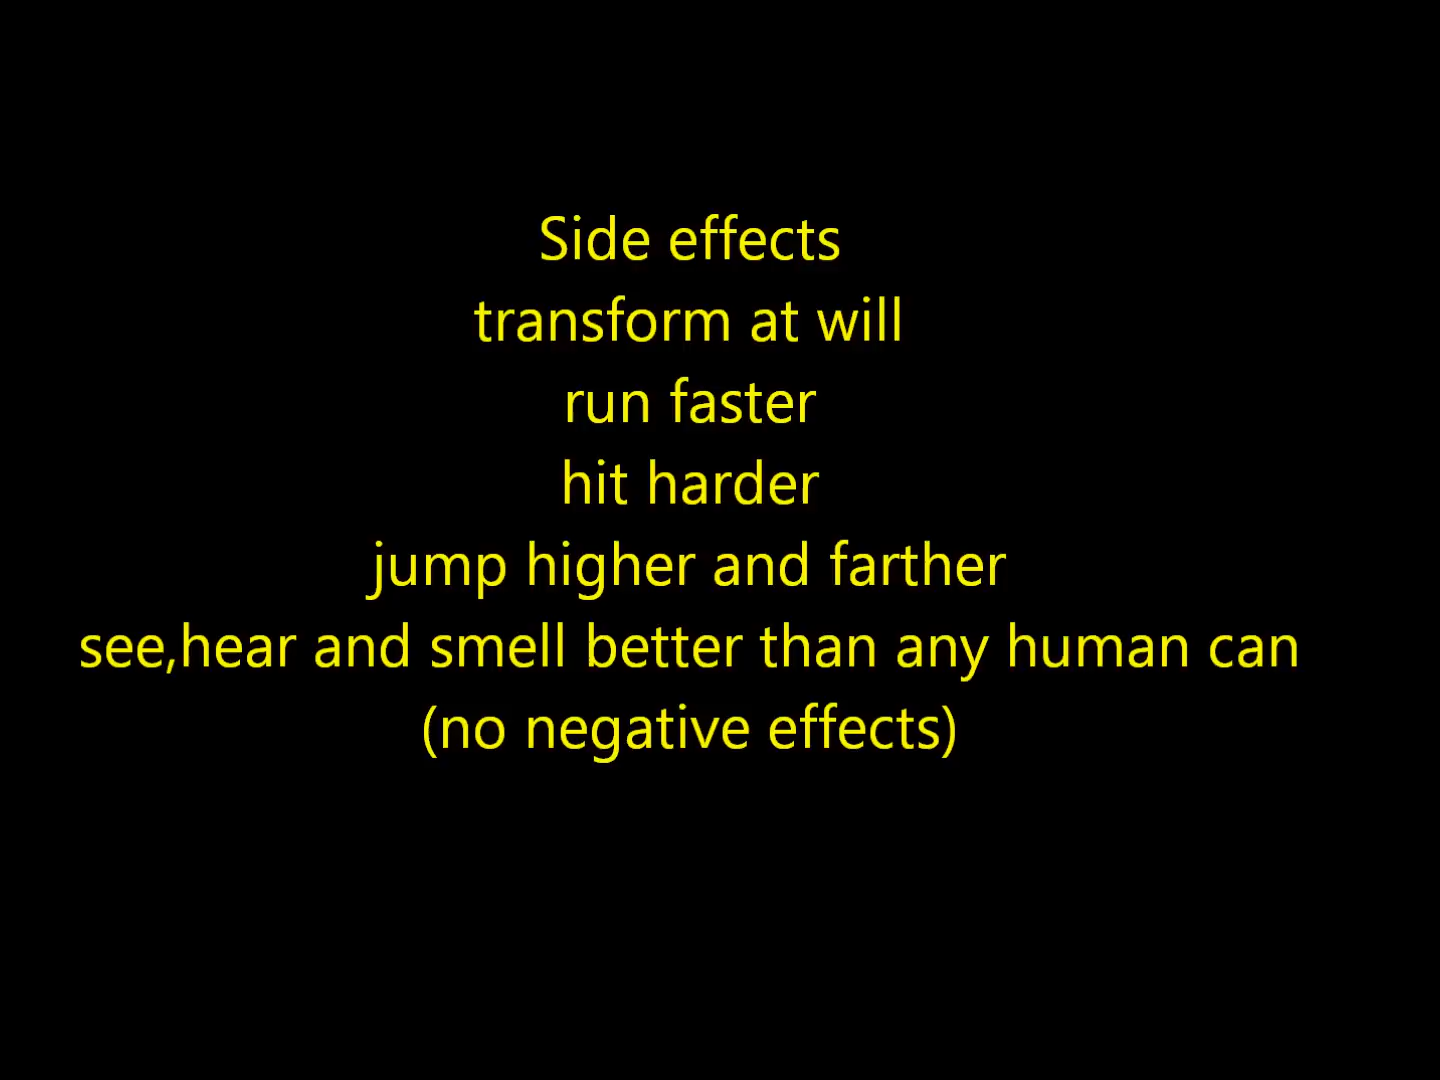 Side effects
transform at will
run faster
hit harder
jump higher and farther
see,hear and smell better than any human can
(no negative effects)